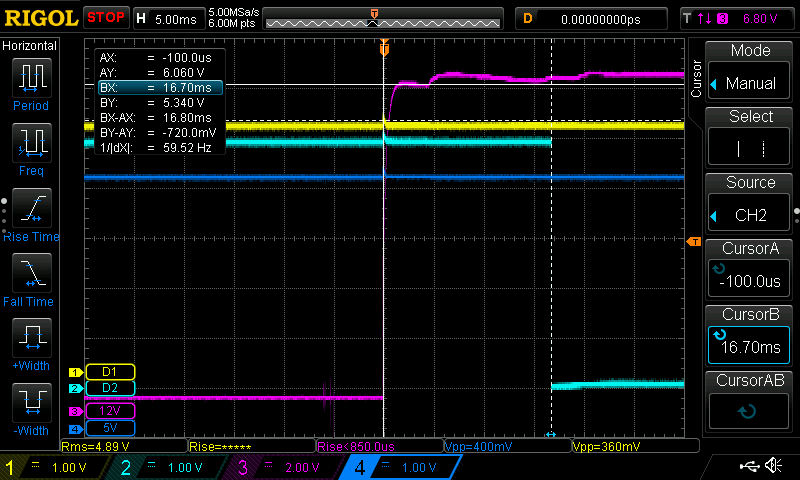 RIGOL STOP H 5.00ms 5.00MSa/s 6.00M pts T D 0.00000000ps T 3 6.80 V
Horizontal
Period
Freq
Rise Time
Fall Time
+Width
-Width
T
AX: = -100.0us
AY: = 6.060 V
BX: = 16.70ms
BY: = 5.340 V
BX-AX: = 16.80ms
BY-AY: = -720.0mV
1/|dX|: = 59.52 Hz
T
1 D1
2 D2
3 12V
4 5V
Cursor
Mode
Manual
Select
Source
CH2
CursorA
-100.0us
CursorB
16.70ms
CursorAB
Rms=4.89 V Rise=***** Rise<850.0us Vpp=400mV Vpp=360mV
1 = 1.00 V 2 = 1.00 V 3 = 2.00 V 4 = 1.00 V